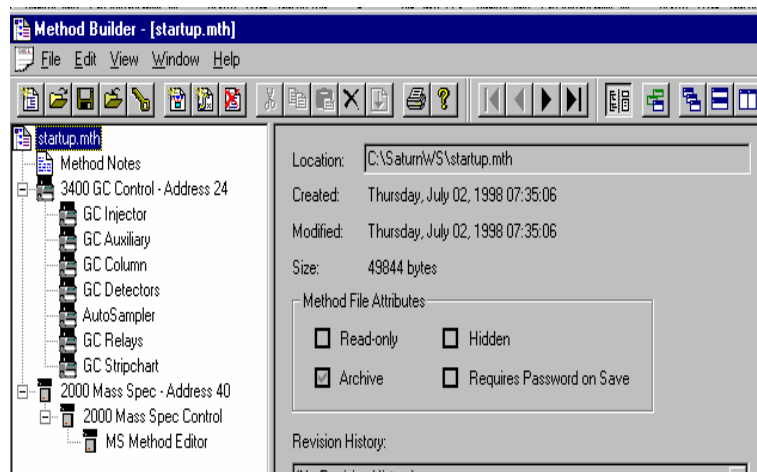 Method Builder - [startup.mth]
File Edit View Window Help
startup.mth
Method Notes
3400 GC Control - Address 24
GC Injector
GC Auxiliary
GC Column
GC Detectors
AutoSampler
GC Relays
GC Stripchart
2000 Mass Spec - Address 40
2000 Mass Spec Control
MS Method Editor
Location: C:\SaturnWS\startup.mth
Created: Thursday, July 02, 1998 07:35:06
Modified: Thursday, July 02, 1998 07:35:06
Size: 49844 bytes
Method File Attributes
Read-only Hidden
Archive Requires Password on Save
Revision History: